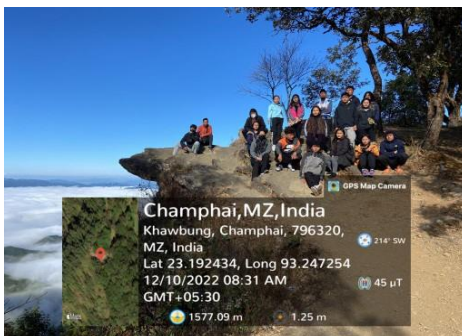 GPS Map Camera
Champhai,MZ,India
Khawbung, Champhai, 796320,
MZ, India
Lat 23.192434, Long 93.247254
12/10/2022 08:31 AM
GMT+05:30
214° SW
45 µT
1577.09 m
1.25 m
Maps